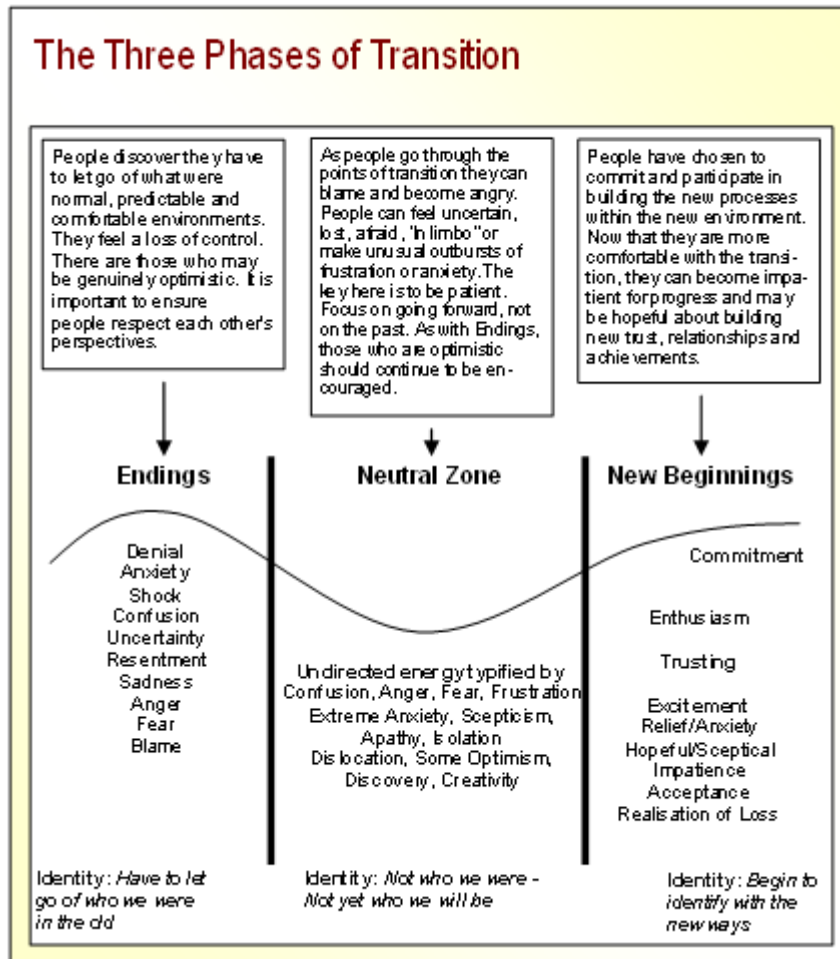 The Three Phases of Transition
People discover they have
to let go of what were
normal, predictable and
comfortable environments.
They feel a loss of control.
There are those who may
be genuinely optimistic. It is
important to ensure
people respect each other's
perspectives.
As people go through the
points of transition they can
blame and become angry.
People can feel uncertain,
lost, afraid, "in limbo" or
make unusual outbursts of
frustration or anxiety. The
key here is to be patient.
Focus on going forward, not
on the past. As with Endings,
those who are optimistic
should continue to be en-
couraged.
People have chosen to
commit and participate in
building the new processes
within the new environment.
Now that they are more
comfortable with the transi-
tion, they can become impa-
tient for progress and may
be hopeful about building
new trust, relationships and
achievements.
Endings
Neutral Zone
New Beginnings
Denial
Anxiety
Shock
Confusion
Uncertainty
Resentment
Sadness
Anger
Fear
Blame
Undirected energy typified by
Confusion, Anger, Fear, Frustration
Extreme Anxiety, Scepticism,
Apathy, Isolation
Dislocation, Some Optimism,
Discovery, Creativity
Commitment
Enthusiasm
Trusting
Excitement
Relief/Anxiety
Hopeful/Sceptical
Impatience
Acceptance
Realisation of Loss
Identity: Have to let
go of who we were
in the old
Identity: Not who we were -
Not yet who we will be
Identity: Begin to
identify with the
new ways